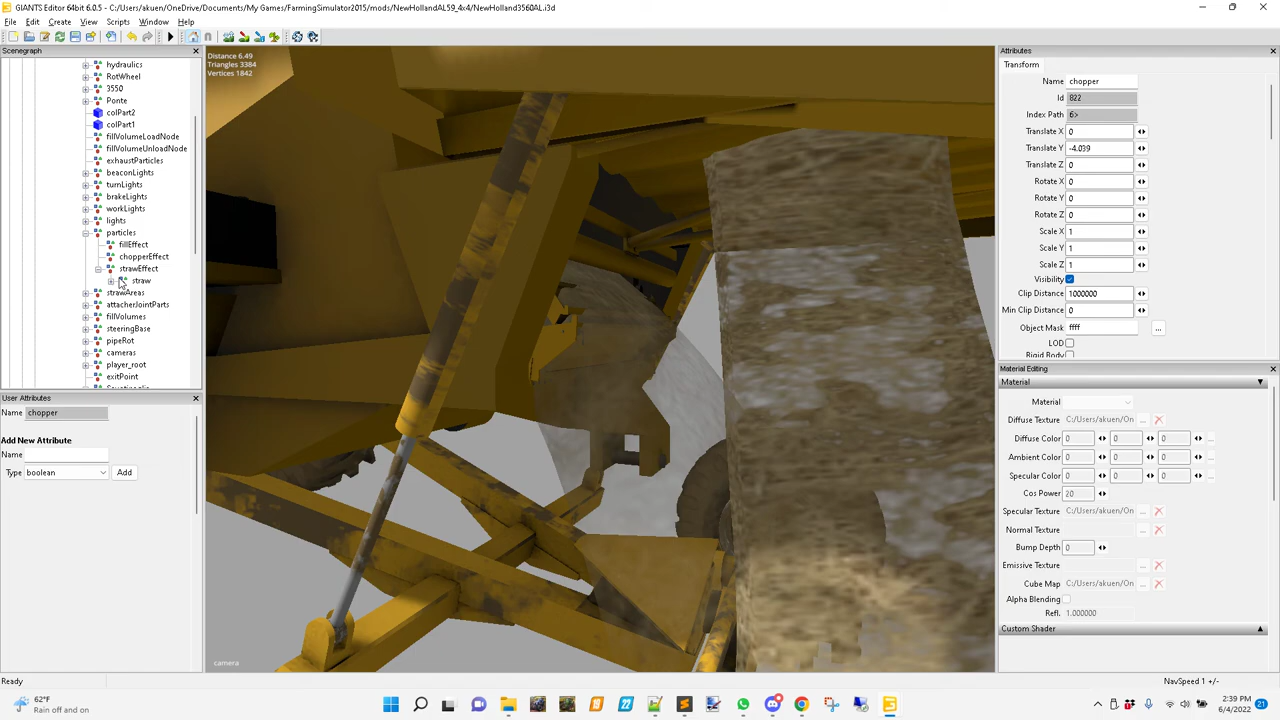 GIANTS Editor 64bit 6.0.5 - C:/Users/akuen/OneDrive/Documents/My Games/FarmingSimulator2015/mods/NewHollandAL59_4x4/NewHolland3560AL.i3d
File Edit Create View Scripts Window Help
Scenegraph
hydraulics
RotWheel
3550
Ponte
colPart2
colPart1
fillVolumeLoadNode
fillVolumeUnloadNode
exhaustParticles
beaconLights
turnLights
brakeLights
workLights
lights
particles
fillEffect
chopperEffect
strawEffect
straw
strawAreas
attacherJointParts
fillVolumes
steeringBase
pipeRot
cameras
player_root
exitPoint
User Attributes
Name chopper
Add New Attribute
Name
Type boolean Add
Distance 6.49
Triangles 3384
Vertices 1842
camera
Attributes
Transform
Name chopper
Id 822
Index Path 6>
Translate X 0
Translate Y -4.039
Translate Z 0
Rotate X 0
Rotate Y 0
Rotate Z 0
Scale X 1
Scale Y 1
Scale Z 1
Visibility
Clip Distance 1000000
Min Clip Distance 0
Object Mask ffff ...
LOD
Rigid Body
Material Editing
Material
Material
Diffuse Texture C:/Users/akuen/On ...
Diffuse Color 0 0 0 ...
Ambient Color 0 0 0 ...
Specular Color 0 0 0 ...
Cos Power 20
Specular Texture C:/Users/akuen/On ...
Normal Texture ...
Bump Depth 0
Emissive Texture ...
Cube Map C:/Users/akuen/On ...
Alpha Blending
Refl. 1.000000
Custom Shader
Ready
NavSpeed 1 +/-
62°F
Rain off and on
2:39 PM
6/4/2022
21